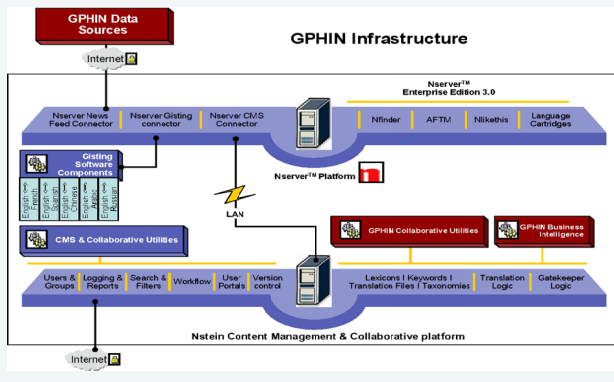 GPHIN Data
Sources
GPHIN Infrastructure
Internet
Nserver™
Enterprise Edition 3.0
Nserver News
Feed Connector
Nserver Gisting
connector
Nserver CMS
Connector
Nfinder
AFTM
Nlikethis
Language
Cartridges
Gisting
Software
Components
Nserver™ Platform
n
English <-->
French
English <-->
Spanish
English <-->
Chinese
English <-->
Arabic
English <-->
Russian
LAN
CMS & Collaborative Utilities
GPHIN Collaborative Utilities
GPHIN Business
Intelligence
Users &
Groups
Logging &
Reports
Search &
Filters
Workflow
User
Portals
Version
control
Lexicons I Keywords I
Translation Files I Taxonomies
Translation
Logic
Gatekeeper
Logic
Nstein Content Management & Collaborative platform
Internet